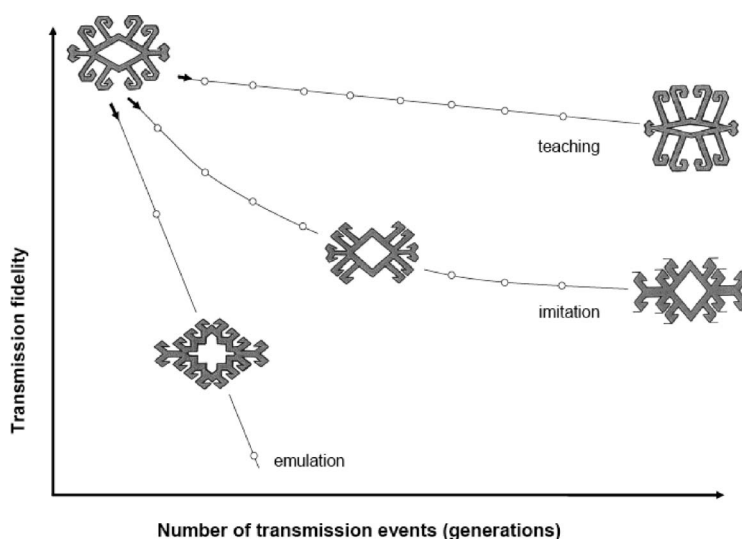 teaching
imitation
emulation
Transmission fidelity
Number of transmission events (generations)